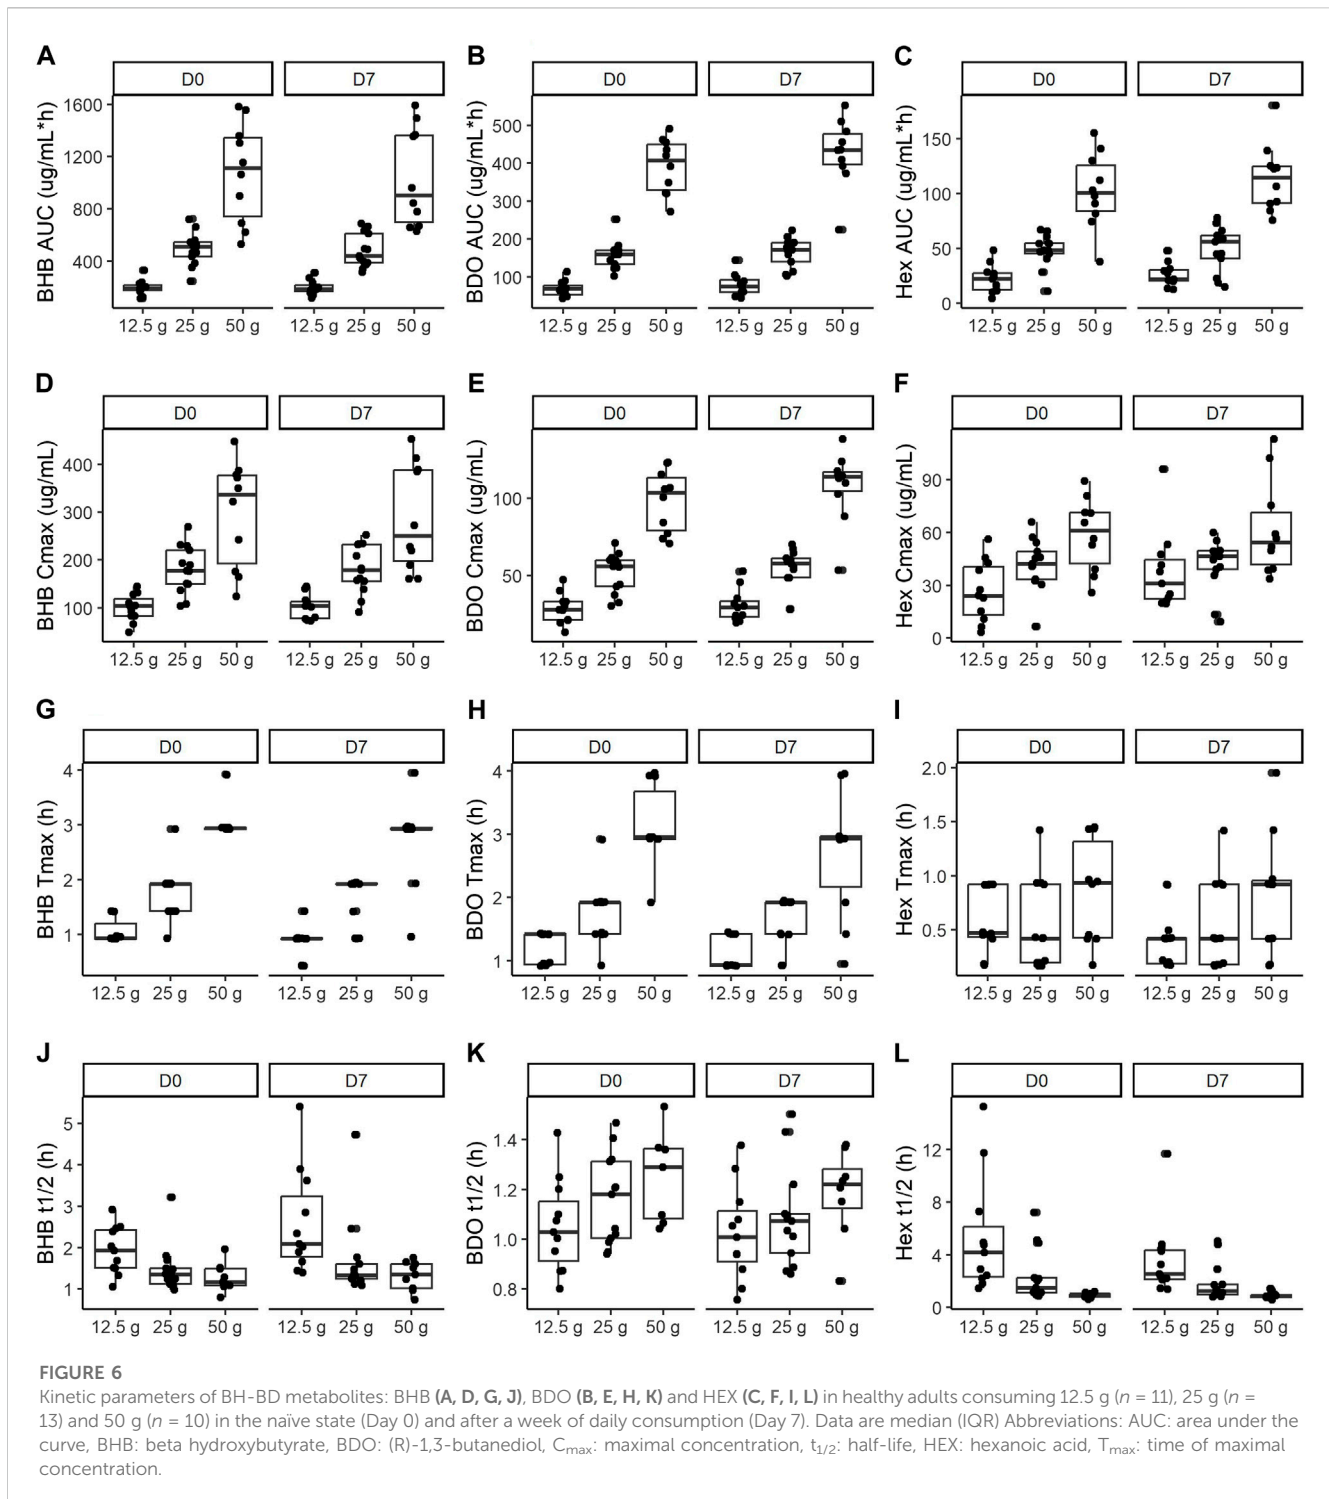 A
B
C
D0
D7
D0
D7
D0
D7
BHB AUC (ug/mL*h)
1600
1200
800
400
12.5 g
25 g
50 g
12.5 g
25 g
50 g
BDO AUC (ug/mL*h)
500
400
300
200
100
12.5 g
25 g
50 g
12.5 g
25 g
50 g
Hex AUC (ug/mL*h)
150
100
50
0
12.5 g
25 g
50 g
12.5 g
25 g
50 g
D
E
F
D0
D7
D0
D7
D0
D7
BHB Cmax (ug/mL)
400
300
200
100
12.5 g
25 g
50 g
12.5 g
25 g
50 g
BDO Cmax (ug/mL)
100
50
12.5 g
25 g
50 g
12.5 g
25 g
50 g
Hex Cmax (ug/mL)
90
60
30
0
12.5 g
25 g
50 g
12.5 g
25 g
50 g
G
H
I
D0
D7
D0
D7
D0
D7
BHB Tmax (h)
4
3
2
1
12.5 g
25 g
50 g
12.5 g
25 g
50 g
BDO Tmax (h)
4
3
2
1
12.5 g
25 g
50 g
12.5 g
25 g
50 g
Hex Tmax (h)
2.0
1.5
1.0
0.5
12.5 g
25 g
50 g
12.5 g
25 g
50 g
J
K
L
D0
D7
D0
D7
D0
D7
BHB t1/2 (h)
5
4
3
2
1
12.5 g
25 g
50 g
12.5 g
25 g
50 g
BDO t1/2 (h)
1.4
1.2
1.0
0.8
12.5 g
25 g
50 g
12.5 g
25 g
50 g
Hex t1/2 (h)
12
8
4
0
12.5 g
25 g
50 g
12.5 g
25 g
50 g
FIGURE 6
Kinetic parameters of BH-BD metabolites: BHB (A, D, G, J), BDO (B, E, H, K) and HEX (C, F, I, L) in healthy adults consuming 12.5 g (n = 11), 25 g (n =
13) and 50 g (n = 10) in the naïve state (Day 0) and after a week of daily consumption (Day 7). Data are median (IQR) Abbreviations: AUC: area under the
curve, BHB: beta hydroxybutyrate, BDO: (R)-1,3-butanediol, Cmax: maximal concentration, t1/2: half-life, HEX: hexanoic acid, Tmax: time of maximal
concentration.